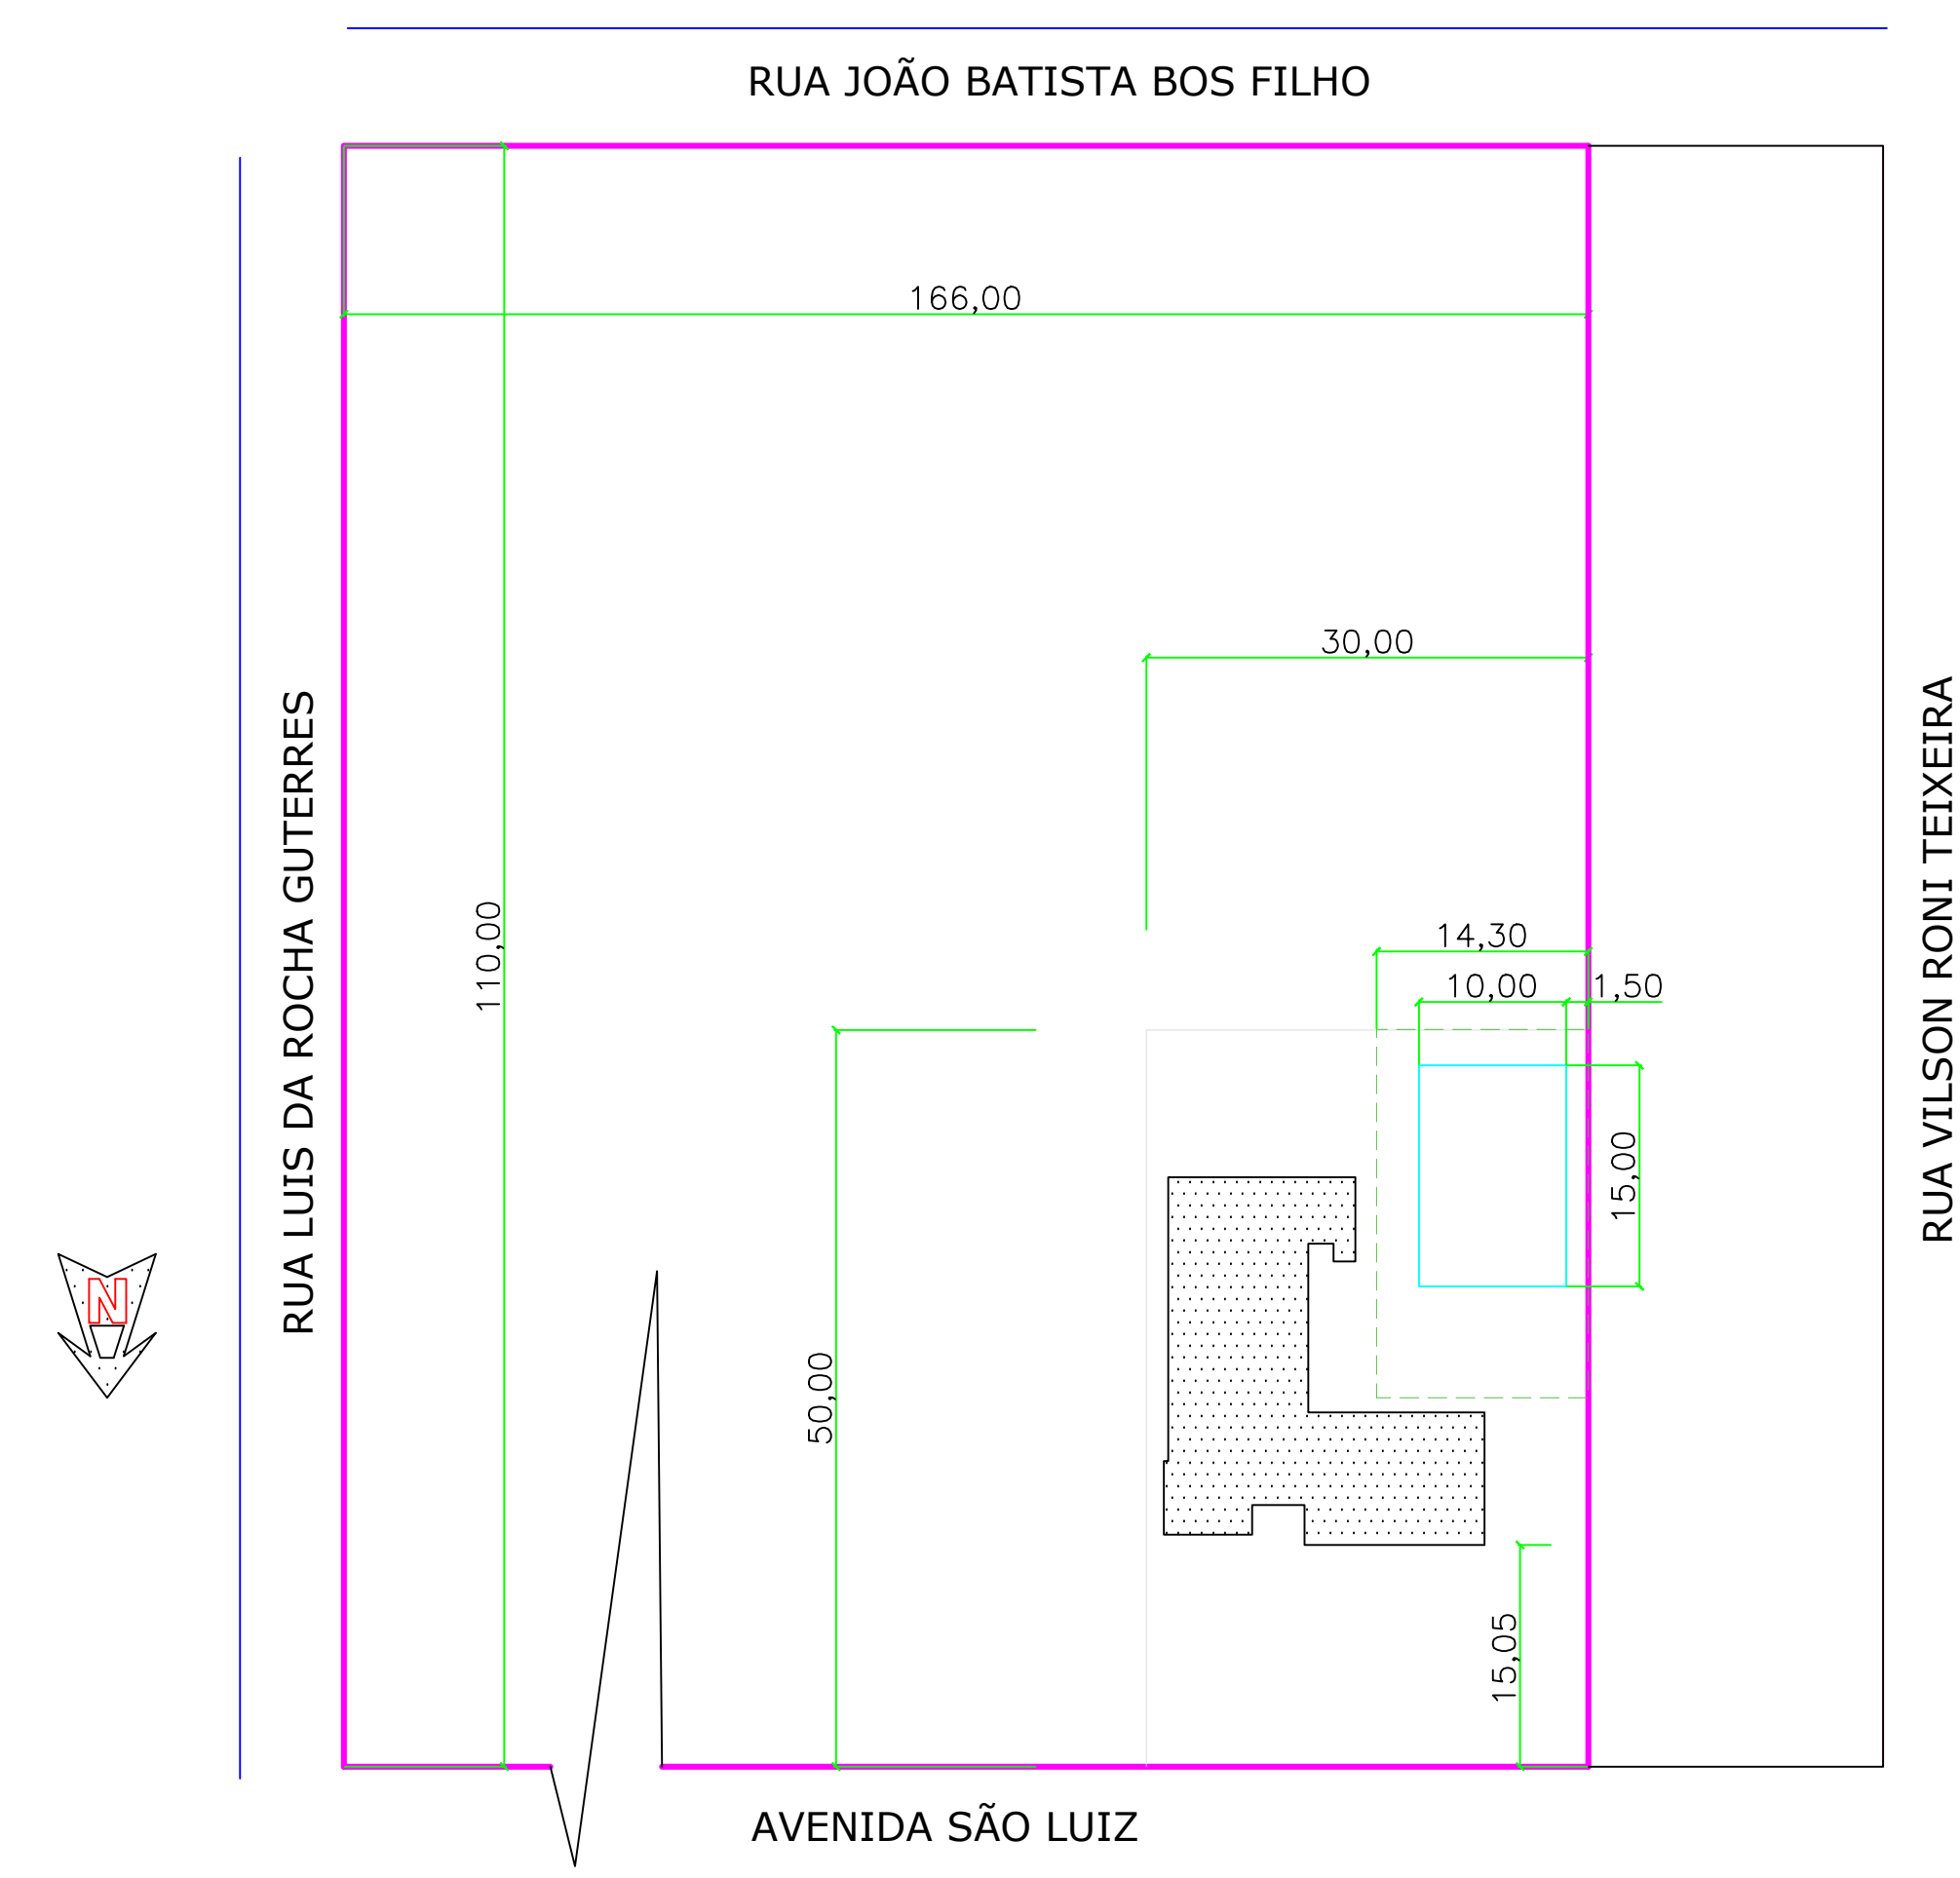 RUA JOÃO BATISTA BOS FILHO
166,00
30,00
RUA LUIS DA ROCHA GUTERRES
110,00
RUA VILSON RONI TEIXEIRA
14,30
10,00
1,50
15,00
N
50,00
15,05
AVENIDA SÃO LUIZ